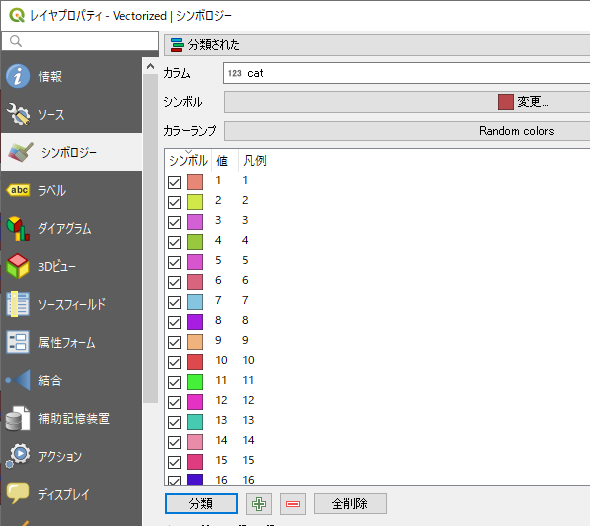 レイヤプロパティ - Vectorized | シンボロジー
情報
ソース
シンボロジー
abc ラベル
ダイアグラム
3Dビュー
ソースフィールド
属性フォーム
結合
補助記憶装置
アクション
ディスプレイ
分類された
カラム 123 cat
シンボル 変更...
カラーランプ Random colors
シンボル 値 凡例
1 1
2 2
3 3
4 4
5 5
6 6
7 7
8 8
9 9
10 10
11 11
12 12
13 13
14 14
15 15
16 16
分類 全削除